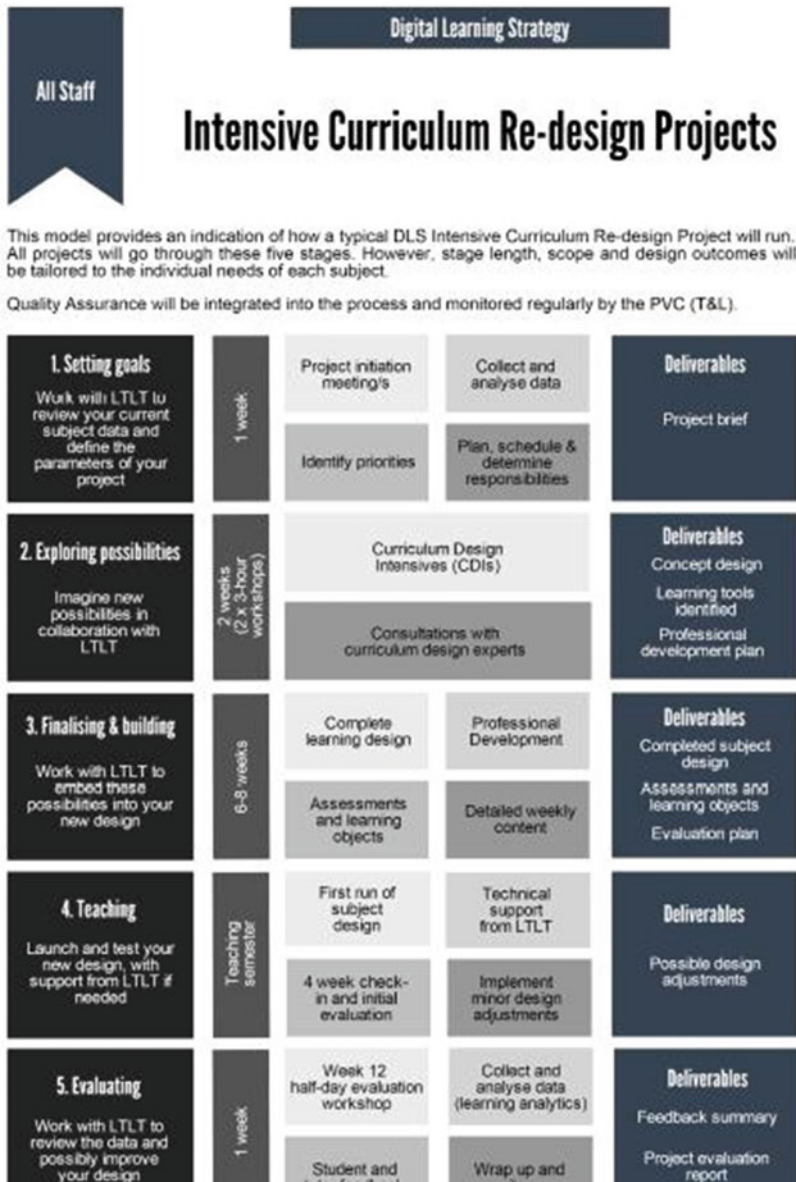 Digital Learning Strategy
All Staff
Intensive Curriculum Re-design Projects
This model provides an indication of how a typical DLS Intensive Curriculum Re-design Project will run.
All projects will go through these five stages. However, stage length, scope and design outcomes will
be tailored to the individual needs of each subject.
Quality Assurance will be integrated into the process and monitored regularly by the PVC (T&L).
1. Setting goals
Work with LTLT to
review your current
subject data and
define the
parameters of your
project
1 week
Project initiation
meeting/s
Collect and
analyse data
Identify priorities
Plan, schedule &
determine
responsibilities
Deliverables
Project brief
2. Exploring possibilities
Imagine new
possibilities in
collaboration with
LTLT
2 weeks
(2 x 3-hour
workshops)
Curriculum Design
Intensives (CDIs)
Consultations with
curriculum design experts
Deliverables
Concept design
Learning tools
identified
Professional
development plan
3. Finalising & building
Work with LTLT to
embed these
possibilities into your
new design
6-8 weeks
Complete
learning design
Professional
Development
Assessments
and learning
objects
Detailed weekly
content
Deliverables
Completed subject
design
Assessments and
learning objects
Evaluation plan
4. Teaching
Launch and test your
new design, with
support from LTLT if
needed
Teaching
semester
First run of
subject
design
Technical
support
from LTLT
4 week check-
in and initial
evaluation
Implement
minor design
adjustments
Deliverables
Possible design
adjustments
5. Evaluating
Work with LTLT to
review the data and
possibly improve
your design
1 week
Week 12
half-day evaluation
workshop
Collect and
analyse data
(learning analytics)
Student and
Wrap up and
Deliverables
Feedback summary
Project evaluation
report